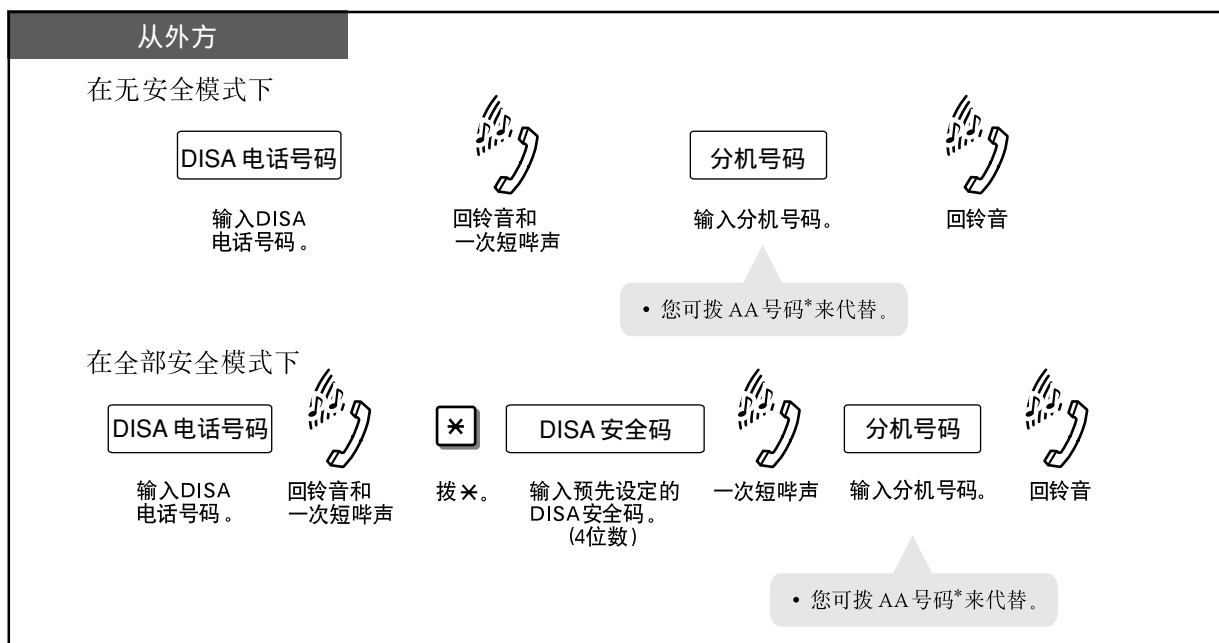 从外方
在无安全模式下
DISA 电话号码
分机号码
输入DISA
电话号码。
回铃音和
一次短哔声
输入分机号码。
回铃音
• 您可拨 AA 号码*来代替。
在全部安全模式下
DISA 电话号码
DISA 安全码
分机号码
输入DISA
电话号码。
回铃音和
一次短哔声
拨✕。
输入预先设定的
DISA安全码。
(4位数)
一次短哔声
输入分机号码。
回铃音
• 您可拨 AA 号码*来代替。